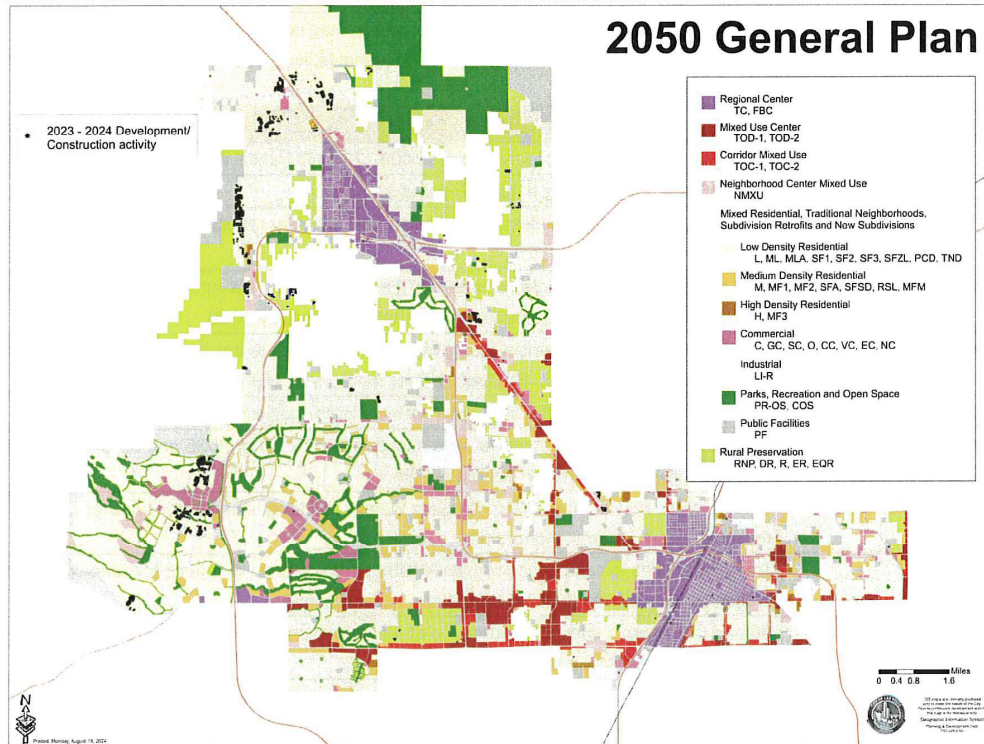 2050 General Plan
2023 - 2024 Development/
Construction activity
Regional Center
TC, FBC
Mixed Use Center
TOD-1, TOD-2
Corridor Mixed Use
TOC-1, TOC-2
Neighborhood Center Mixed Use
NMXU
Mixed Residential, Traditional Neighborhoods,
Subdivision Retrofits and New Subdivisions
Low Density Residential
L, ML, MLA, SF1, SF2, SF3, SFZL, PCD, TND
Medium Density Residential
M, MF1, MF2, SFA, SFSD, RSL, MFM
High Density Residential
H, MF3
Commercial
C, GC, SC, O, CC, VC, EC, NC
Industrial
LI-R
Parks, Recreation and Open Space
PR-OS, COS
Public Facilities
PF
Rural Preservation
RNP, DR, R, ER, EQR
Miles
0 0.4 0.8 1.6
N
Printed: Monday, August 19, 2024